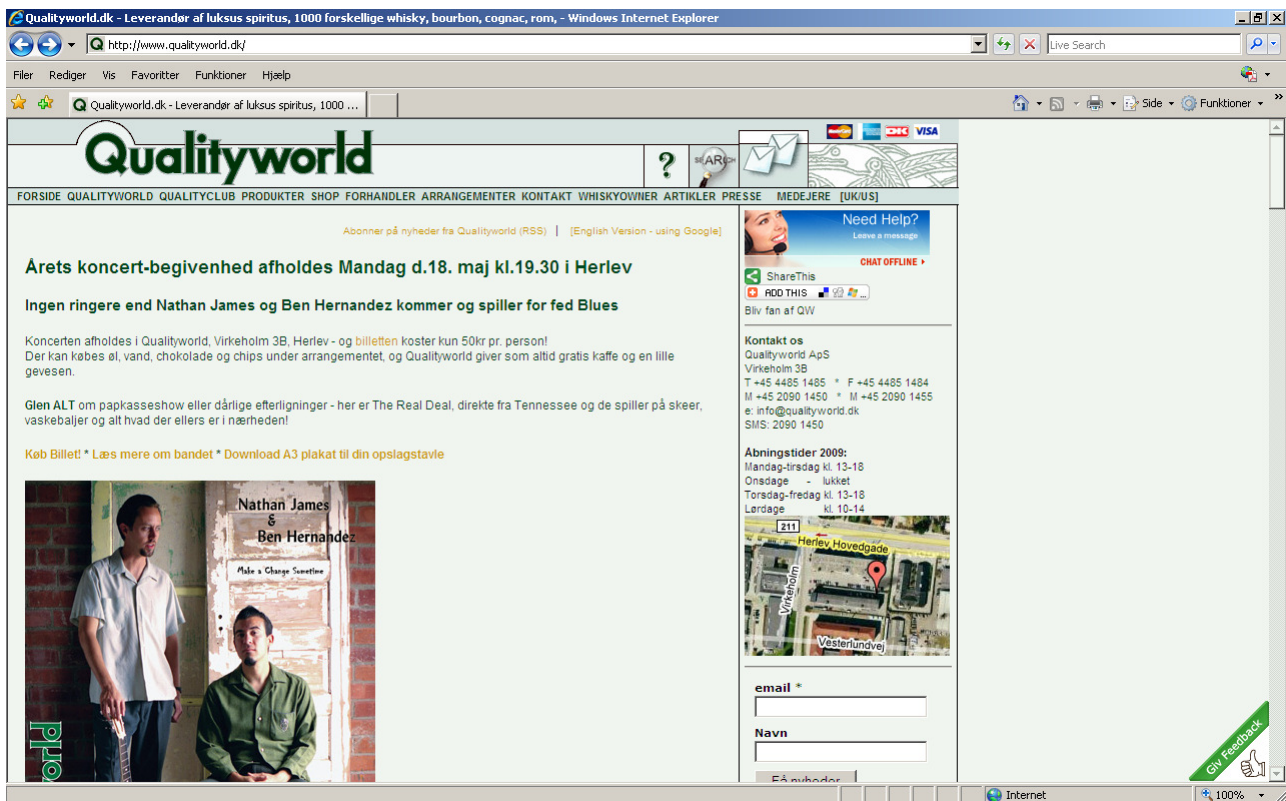 Qualityworld.dk - Leverandør af luksus spiritus, 1000 forskellige whisky, bourbon, cognac, rom, - Windows Internet Explorer
http://www.qualityworld.dk/
Live Search
Filer Rediger Vis Favoritter Funktioner Hjælp
Qualityworld.dk - Leverandør af luksus spiritus, 1000 ...
Side Funktioner
Qualityworld
? SEARCH
VISA
FORSIDE QUALITYWORLD QUALITYCLUB PRODUKTER SHOP FORHANDLER ARRANGEMENTER KONTAKT WHISKYOWNER ARTIKLER PRESSE MEDEJERE [UK/US]
Abonner på nyheder fra Qualityworld (RSS) | [English Version - using Google]
Årets koncert-begivenhed afholdes Mandag d.18. maj kl.19.30 i Herlev
Ingen ringere end Nathan James og Ben Hernandez kommer og spiller for fed Blues
Koncerten afholdes i Qualityworld, Virkeholm 3B, Herlev - og billetten koster kun 50kr pr. person!
Der kan købes øl, vand, chokolade og chips under arrangementet, og Qualityworld giver som altid gratis kaffe og en lille
gevesen.
Glen ALT om papkasseshow eller dårlige efterligninger - her er The Real Deal, direkte fra Tennessee og de spiller på skeer,
vaskebaljer og alt hvad der ellers er i nærheden!
Køb Billet! * Læs mere om bandet * Download A3 plakat til din opslagstavle
Nathan James
&
Ben Hernandez
Make a Change Sometime
orld
Need Help?
Leave a message
CHAT OFFLINE
ShareThis
ADD THIS
Bliv fan af QW
Kontakt os
Qualityworld ApS
Virkeholm 3B
T +45 4485 1485 * F +45 4485 1484
M +45 2090 1450 * M +45 2090 1455
e: info@qualityworld.dk
SMS: 2090 1450
Åbningstider 2009:
Mandag-tirsdag kl. 13-18
Onsdage - lukket
Torsdag-fredag kl. 13-18
Lørdage kl. 10-14
211
Herlev Hovedgade
Virkeholm
Vesterlundvej
email *
Navn
Få nyheder
Giv Feedback
Internet
100%